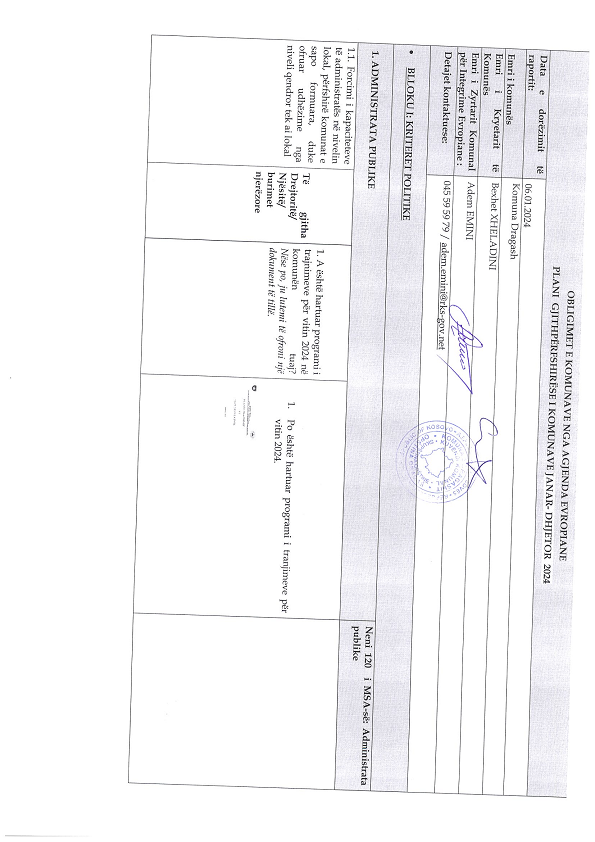 OBLIGIMET E KOMUNAVE NGA AGJENDA EVROPIANE
PLANI GJITHPËRFSHIRËSE I KOMUNAVE JANAR- DHJETOR 2024
Data e dorëzimit të
raportit:
06.01.2024
Emri i komunës
Komuna Dragash
Emri i Kryetarit të
Komunës
Bexhet XHELADINI
Emri i Zyrtarit Komunal
për Integrime Evropiane :
Adem EMINI
Detajet kontaktuese:
045 59 59 79 / adem.emini@rks-gov.net
• BLLOKU I: KRITERET POLITIKE
1. ADMINISTRATA PUBLIKE
Neni 120 i MSA-së: Administrata
publike
1.1. Forcimi i kapaciteteve
të administratës në nivelin
lokal, përfshirë komunat e
sapo formuara, duke
ofruar udhëzime nga
niveli qendror tek ai lokal
Të gjitha
Drejtoritë/
Njësitë/
burimet
njerëzore
1. A është hartuar programi i
trajnimeve për vitin 2024 në
komunën tuaj?
Nëse po, ju lutemi të ofroni një
dokument të tillë.
1. Po është hartuar programi i tranjimeve për
vitin 2024.